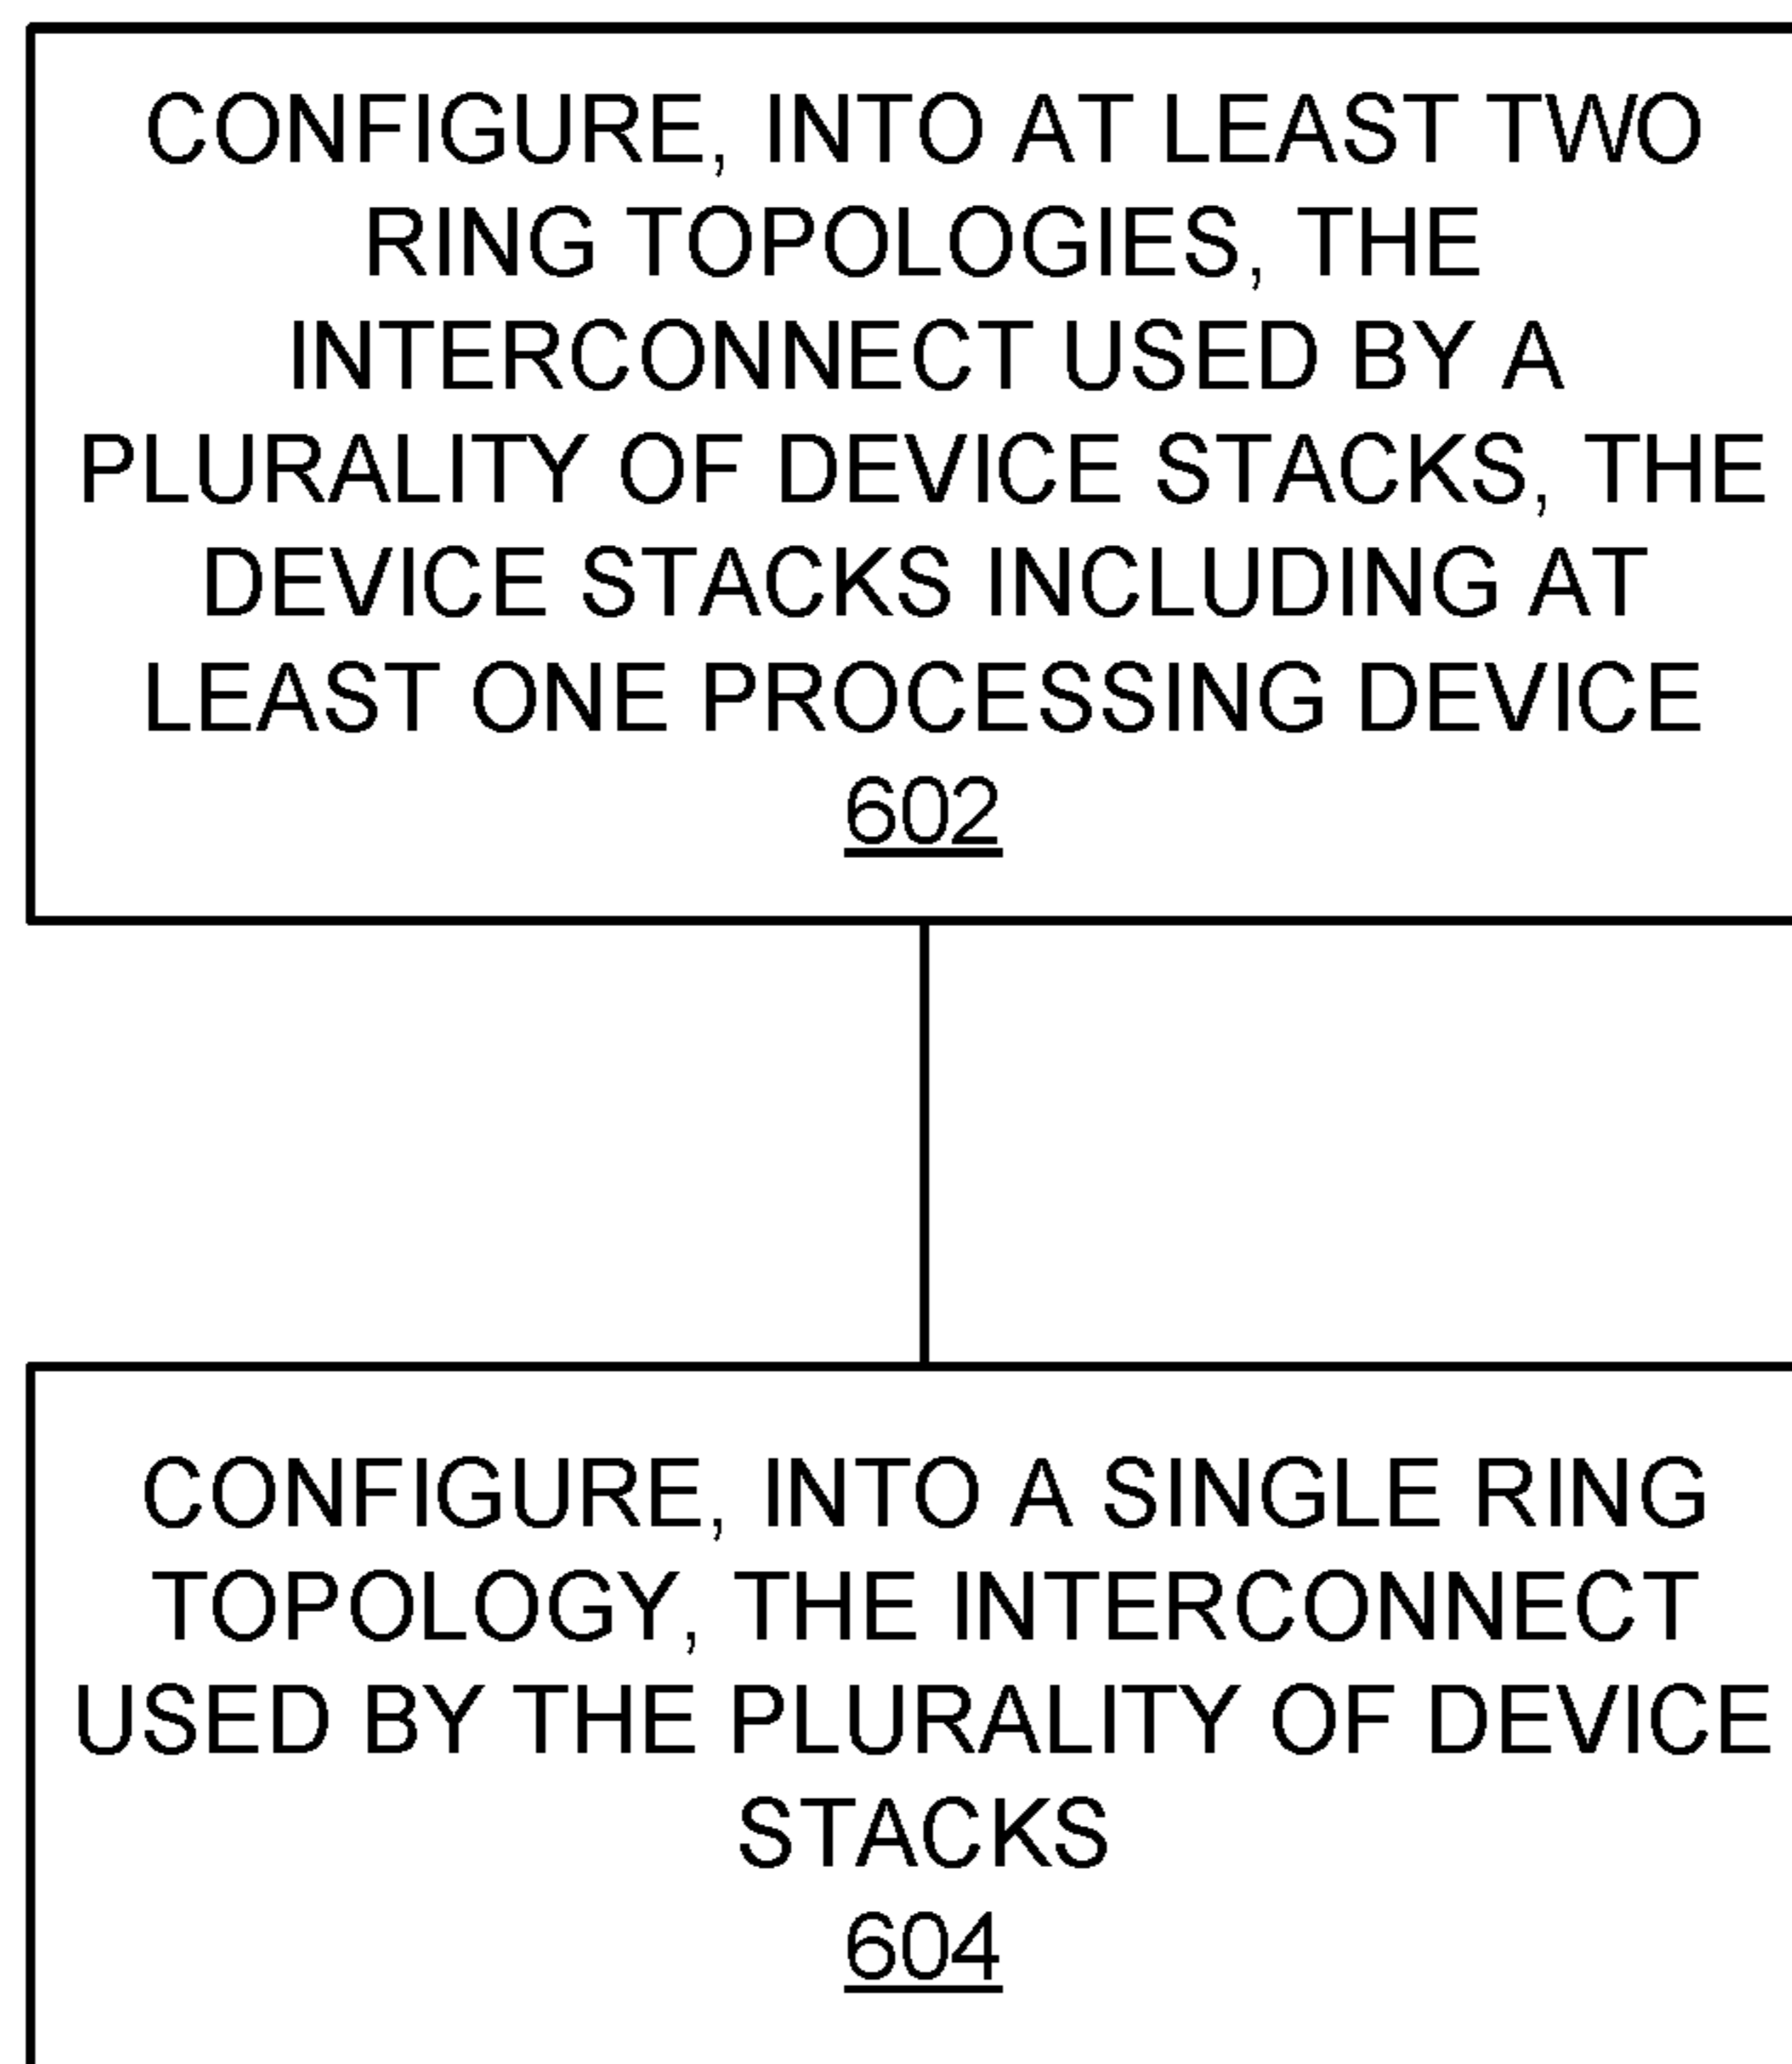 CONFIGURE, INTO AT LEAST TWO
RING TOPOLOGIES, THE
INTERCONNECT USED BY A
PLURALITY OF DEVICE STACKS, THE
DEVICE STACKS INCLUDING AT
LEAST ONE PROCESSING DEVICE
602
CONFIGURE, INTO A SINGLE RING
TOPOLOGY, THE INTERCONNECT
USED BY THE PLURALITY OF DEVICE
STACKS
604